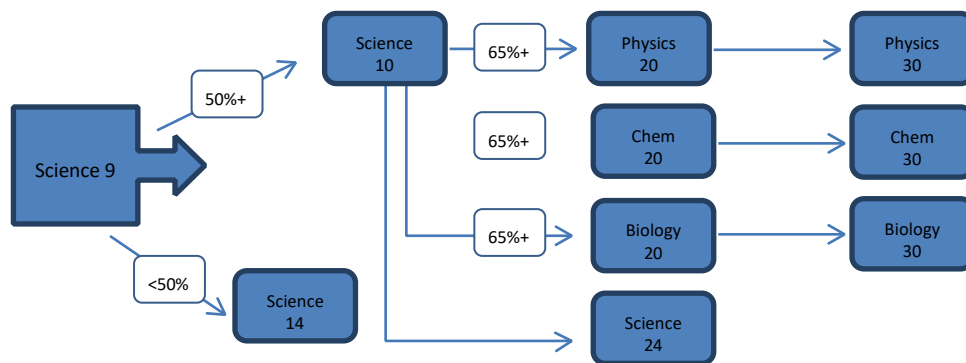 Science 9
50%+
<50%
Science
10
Science
14
65%+
Physics
20
Physics
30
65%+
Chem
20
Chem
30
65%+
Biology
20
Biology
30
Science
24